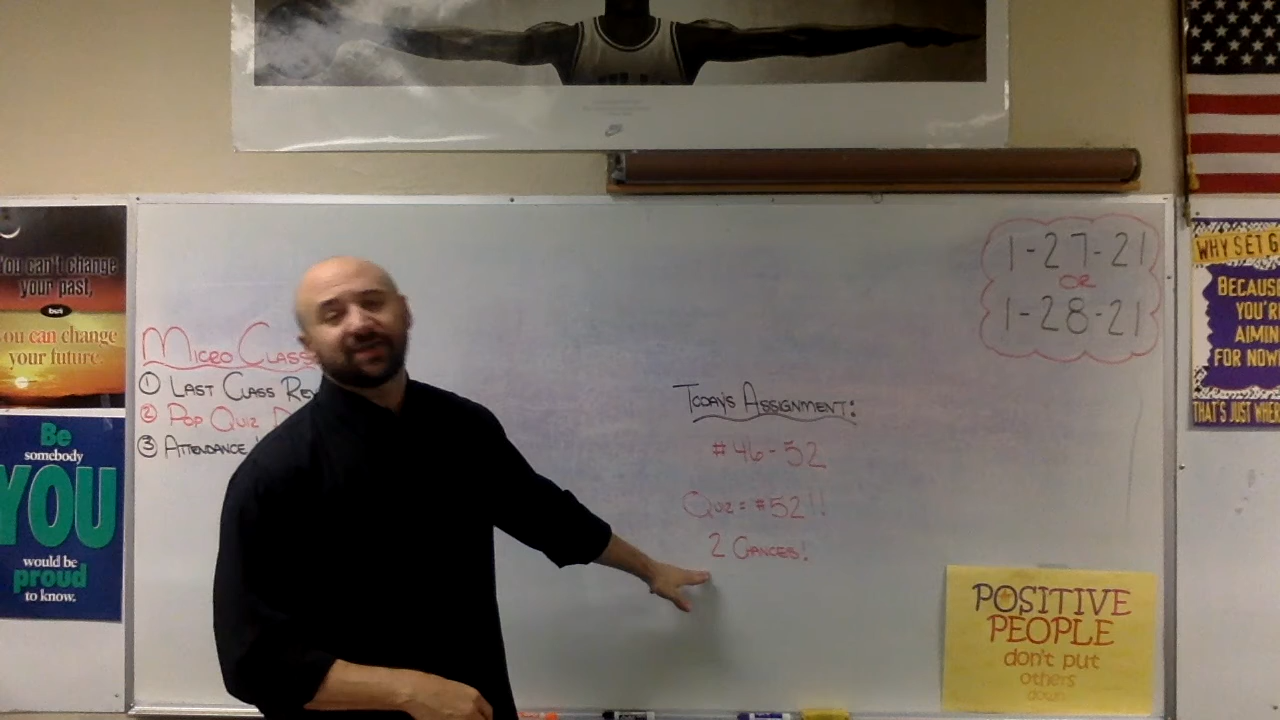 You can't change
your past,
but
you can change
your future.
Be
somebody
YOU
would be
proud
to know.
MICRO CLASS
① LAST CLASS REV
② POP QUIZ D
③ ATTENDANCE
TODAY'S ASSIGNMENT:
#46-52
QUIZ = #52!!
2 CHANCES!
1-27-21
OR
1-28-21
WHY SET G
BECAUSE
YOU'R
AIMIN
FOR NOW
THAT'S JUST WHE
POSITIVE
PEOPLE
don't put
others
down